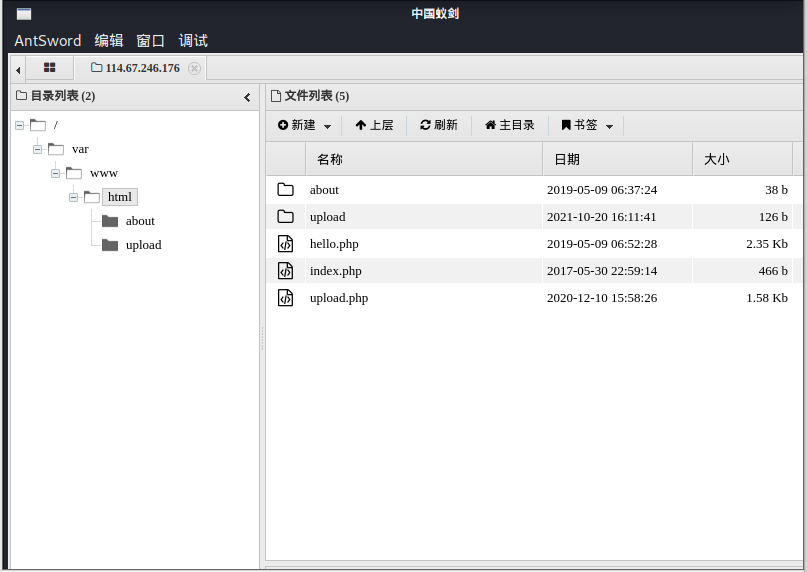 中国蚁剑
AntSword 编辑 窗口 调试
114.67.246.176
目录列表 (2)
文件列表 (5)
新建 上层 刷新 主目录 书签
名称 日期 大小
/
var
www
html
about
upload
about 2019-05-09 06:37:24 38 b
upload 2021-10-20 16:11:41 126 b
hello.php 2019-05-09 06:52:28 2.35 Kb
index.php 2017-05-30 22:59:14 466 b
upload.php 2020-12-10 15:58:26 1.58 Kb